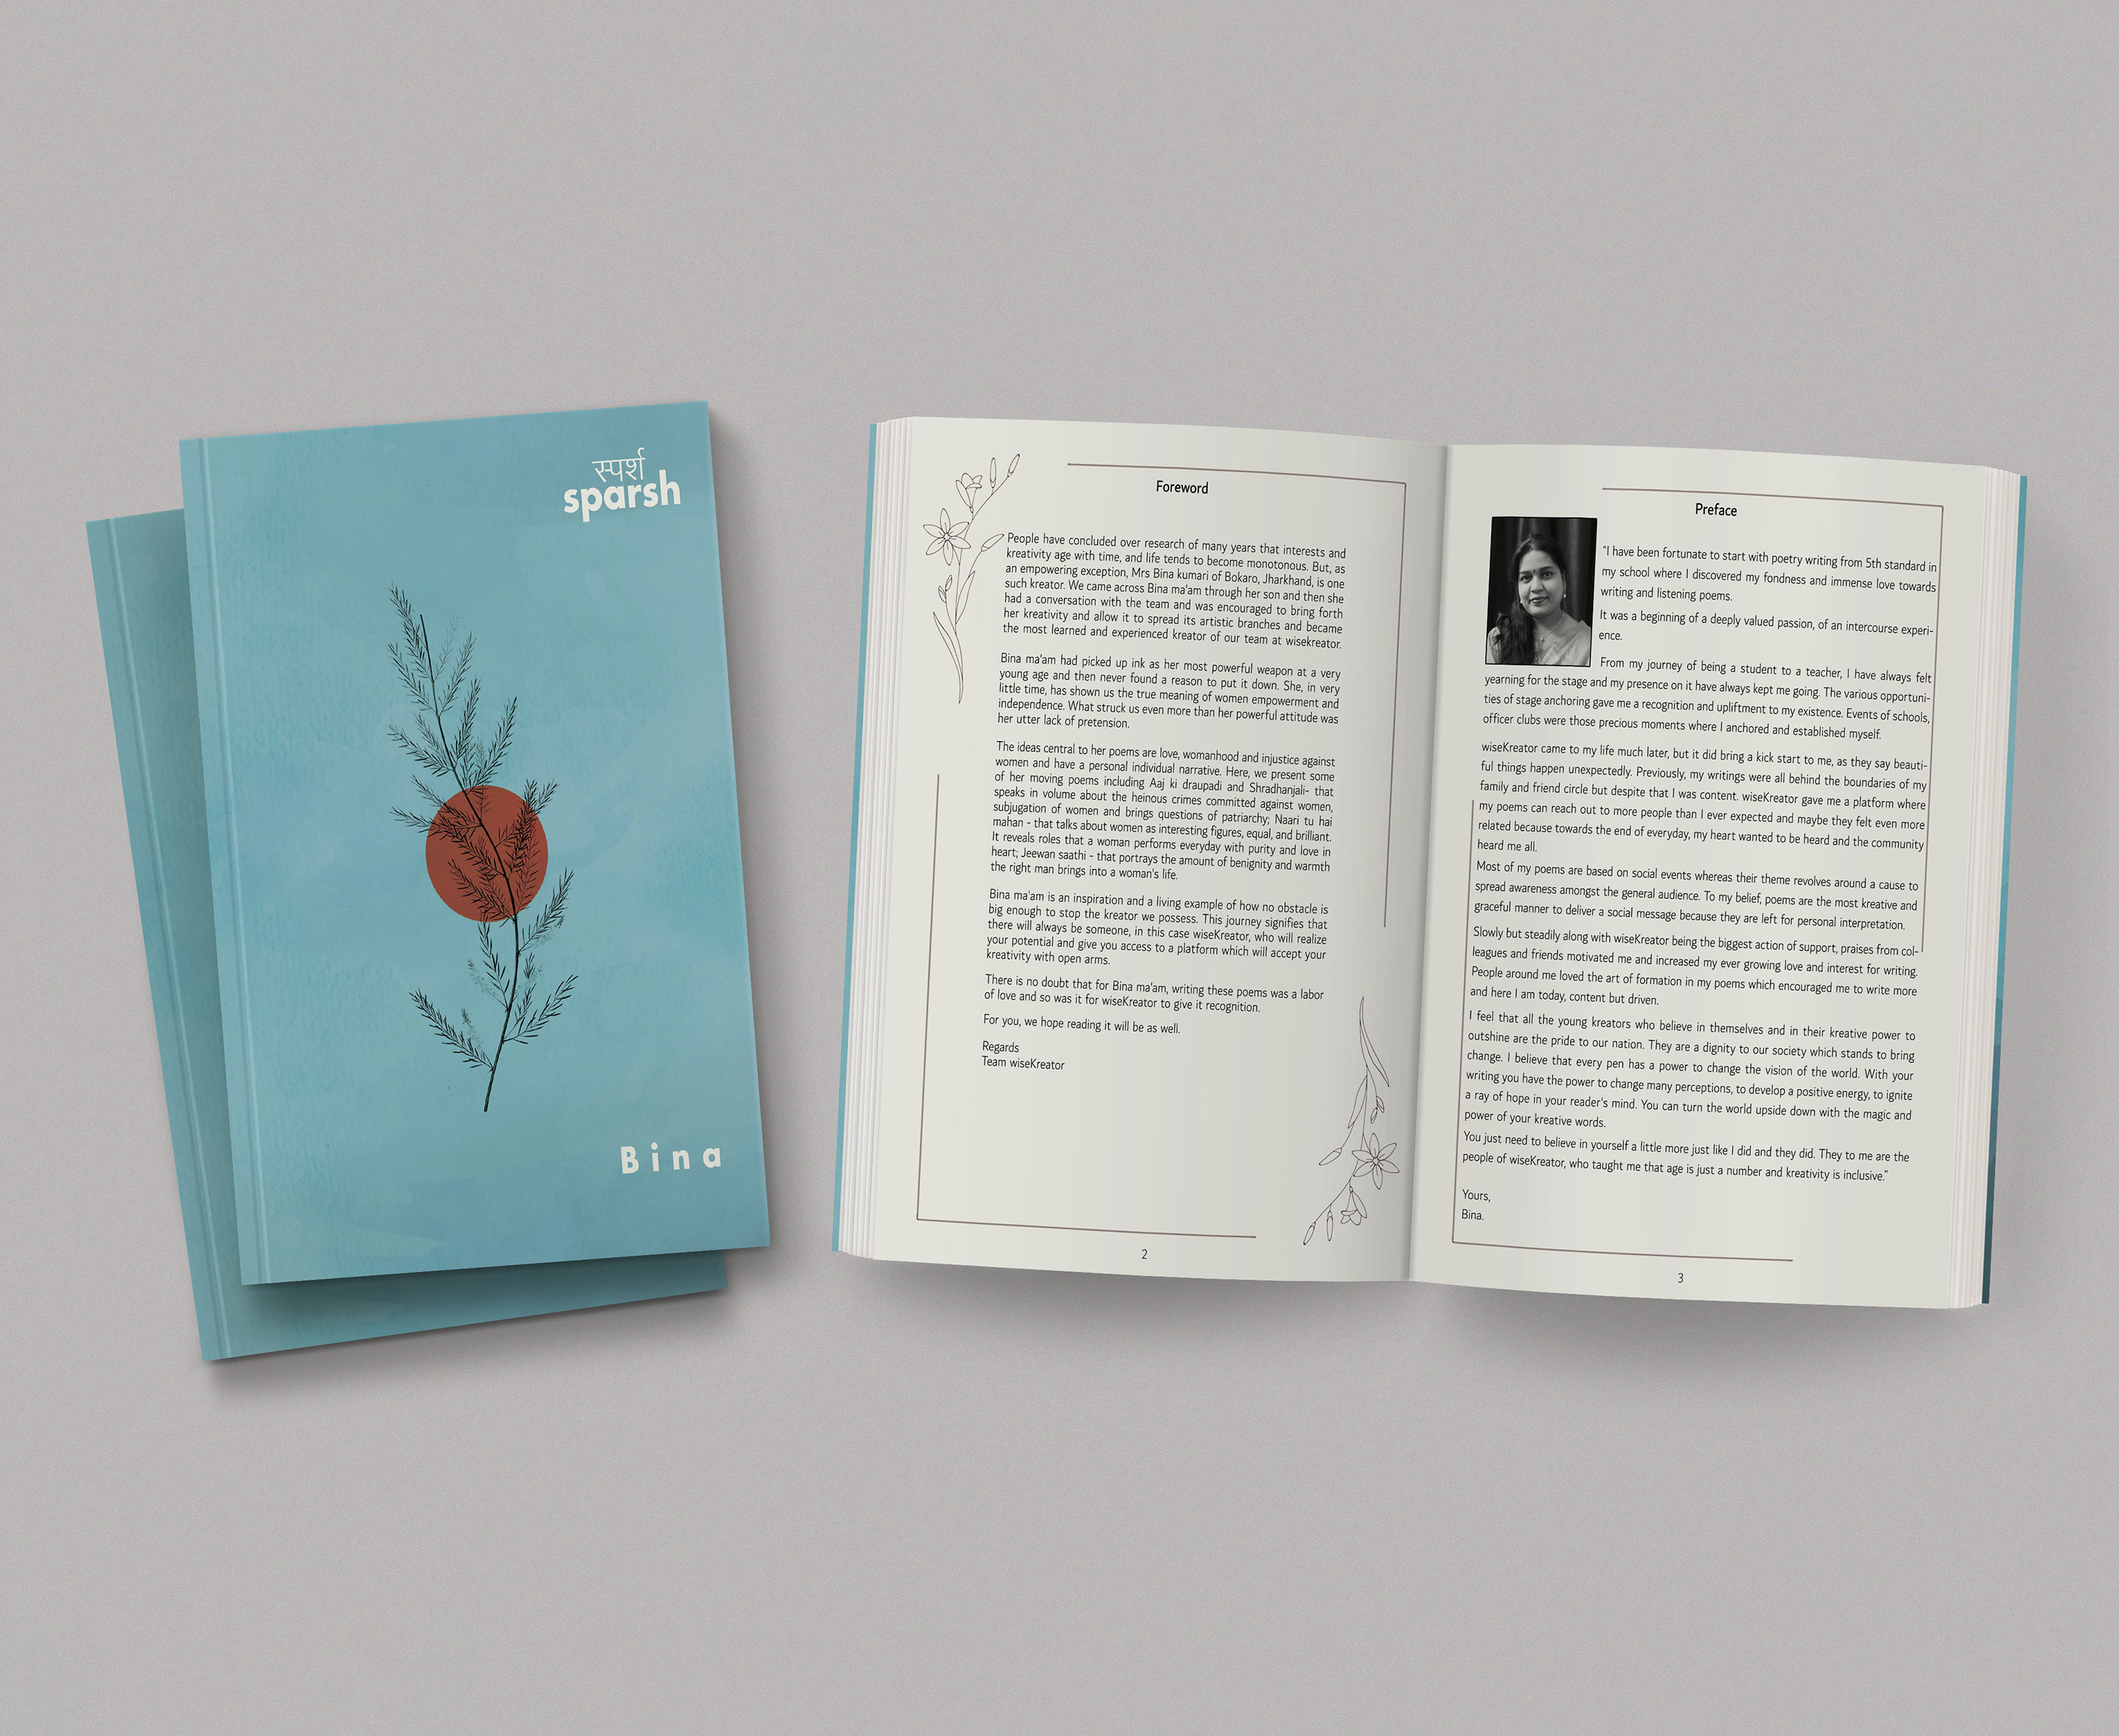 स्पर्श
sparsh
Bina
Foreword
People have concluded over research of many years that interests and
kreativity age with time, and life tends to become monotonous. But, as
an empowering exception, Mrs Bina kumari of Bokaro, Jharkhand, is one
such kreator. We came across Bina ma'am through her son and then she
had a conversation with the team and was encouraged to bring forth
her kreativity and allow it to spread its artistic branches and became
the most learned and experienced kreator of our team at wisekreator.
Bina ma'am had picked up ink as her most powerful weapon at a very
young age and then never found a reason to put it down. She, in very
little time, has shown us the true meaning of women empowerment and
independence. What struck us even more than her powerful attitude was
her utter lack of pretension.
The ideas central to her poems are love, womanhood and injustice against
women and have a personal individual narrative. Here, we present some
of her moving poems including Aaj ki draupadi and Shradhanjali- that
speaks in volume about the heinous crimes committed against women,
subjugation of women and brings questions of patriarchy; Naari tu hai
mahan - that talks about women as interesting figures, equal, and brilliant.
It reveals roles that a woman performs everyday with purity and love in
heart; Jeewan saathi - that portrays the amount of benignity and warmth
the right man brings into a woman's life.
Bina ma'am is an inspiration and a living example of how no obstacle is
big enough to stop the kreator we possess. This journey signifies that
there will always be someone, in this case wiseKreator, who will realize
your potential and give you access to a platform which will accept your
kreativity with open arms.
There is no doubt that for Bina ma'am, writing these poems was a labor
of love and so was it for wiseKreator to give it recognition.
For you, we hope reading it will be as well.
Regards
Team wiseKreator
2
Preface
"I have been fortunate to start with poetry writing from 5th standard in
my school where I discovered my fondness and immense love towards
writing and listening poems.
It was a beginning of a deeply valued passion, of an intercourse experi-
ence.
From my journey of being a student to a teacher, I have always felt
yearning for the stage and my presence on it have always kept me going. The various opportuni-
ties of stage anchoring gave me a recognition and upliftment to my existence. Events of schools,
officer clubs were those precious moments where I anchored and established myself.
wiseKreator came to my life much later, but it did bring a kick start to me, as they say beauti-
ful things happen unexpectedly. Previously, my writings were all behind the boundaries of my
family and friend circle but despite that I was content. wiseKreator gave me a platform where
my poems can reach out to more people than I ever expected and maybe they felt even more
related because towards the end of everyday, my heart wanted to be heard and the community
heard me all.
Most of my poems are based on social events whereas their theme revolves around a cause to
spread awareness amongst the general audience. To my belief, poems are the most kreative and
graceful manner to deliver a social message because they are left for personal interpretation.
Slowly but steadily along with wiseKreator being the biggest action of support, praises from col-
leagues and friends motivated me and increased my ever growing love and interest for writing.
People around me loved the art of formation in my poems which encouraged me to write more
and here I am today, content but driven.
I feel that all the young kreators who believe in themselves and in their kreative power to
outshine are the pride to our nation. They are a dignity to our society which stands to bring
change. I believe that every pen has a power to change the vision of the world. With your
writing you have the power to change many perceptions, to develop a positive energy, to ignite
a ray of hope in your reader's mind. You can turn the world upside down with the magic and
power of your kreative words.
You just need to believe in yourself a little more just like I did and they did. They to me are the
people of wiseKreator, who taught me that age is just a number and kreativity is inclusive."
Yours,
Bina.
3